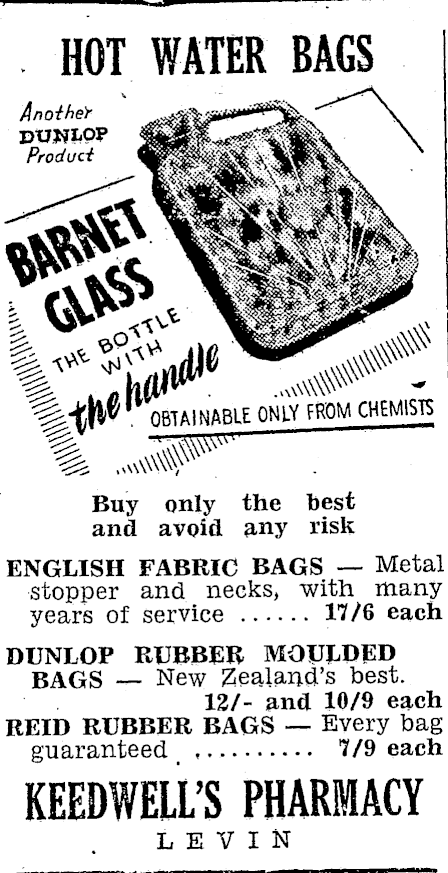 HOT WATER BAGS
Another
DUNLOP
Product
BARNET
GLASS
THE BOTTLE
WITH
the handle
OBTAINABLE ONLY FROM CHEMISTS
Buy only the best
and avoid any risk
ENGLISH FABRIC BAGS — Metal
stopper and necks, with many
years of service ...... 17/6 each
DUNLOP RUBBER MOULDED
BAGS — New Zealand's best.
12/- and 10/9 each
REID RUBBER BAGS — Every bag
guaranteed .......... 7/9 each
KEEDWELL'S PHARMACY
LEVIN